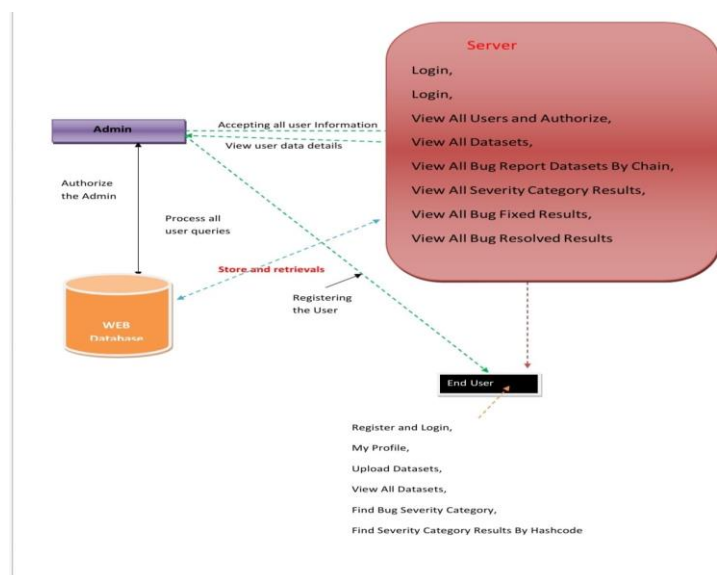 Server
Login,
Login,
View All Users and Authorize,
View All Datasets,
View All Bug Report Datasets By Chain,
View All Severity Category Results,
View All Bug Fixed Results,
View All Bug Resolved Results
Admin
Accepting all user Information
View user data details
Authorize
the Admin
Process all
user queries
Store and retrievals
Registering
the User
WEB
Database
End User
Register and Login,
My Profile,
Upload Datasets,
View All Datasets,
Find Bug Severity Category,
Find Severity Category Results By Hashcode